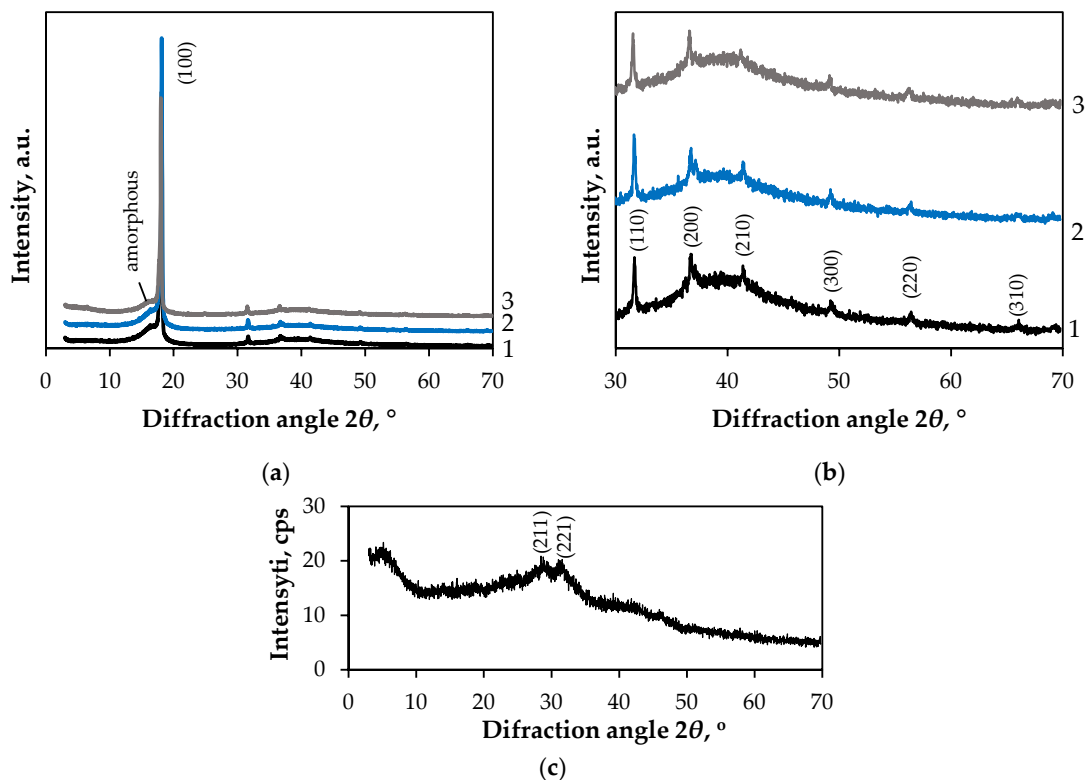 Intensity, a.u.
(100)
amorphous
3
2
1
0 10 20 30 40 50 60 70
Diffraction angle 2θ, °
(a)
Intensity, a.u.
3
2
(110) (200) (210) (300) (220) (310)
1
30 40 50 60 70
Diffraction angle 2θ, °
(b)
Intensyti, cps
30
20
10
0
(211) (221)
0 10 20 30 40 50 60 70
Difraction angle 2θ, °
(c)